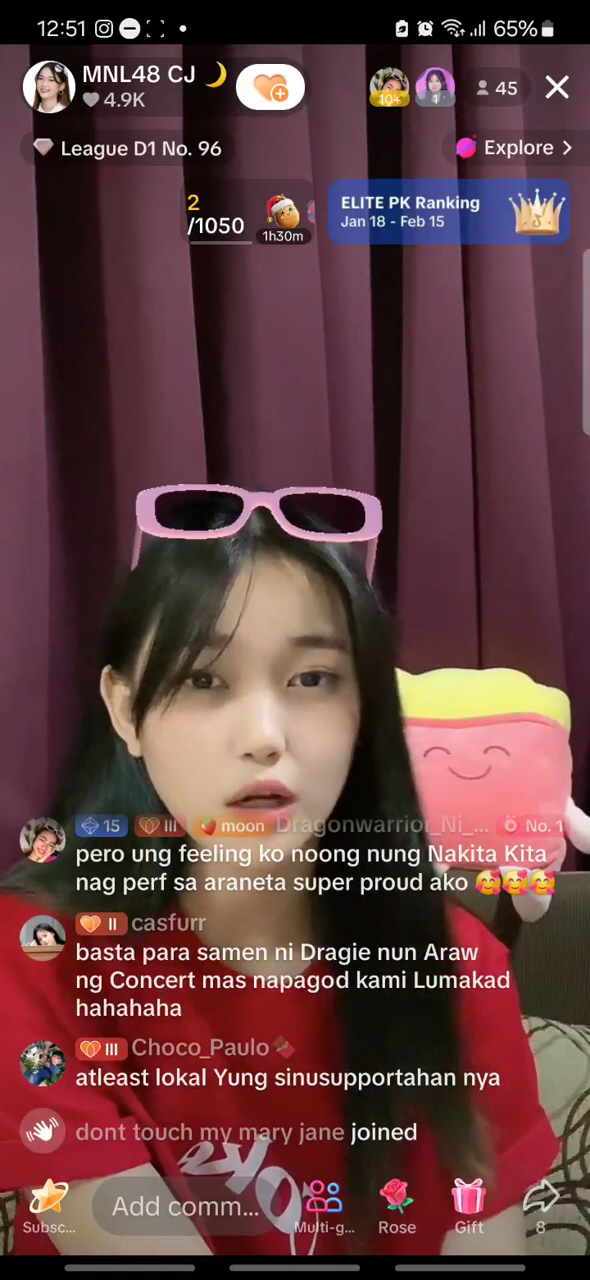 12:51
65%
MNL48 CJ 🌙
4.9K
10+
4
45
League D1 No. 96
Explore >
2
/1050
1h30m
ELITE PK Ranking
Jan 18 - Feb 15
15
III
moon
Dragonwarrior_Ni_...
No. 1
pero ung feeling ko noong nung Nakita Kita
nag perf sa araneta super proud ako 🥰🥰🥰
II
casfurr
basta para samen ni Dragie nun Araw
ng Concert mas napagod kami Lumakad
hahahaha
III
Choco_Paulo🍫
atleast lokal Yung sinusupportahan nya
dont touch my mary jane joined
Add comm...
Subsc...
Multi-g...
Rose
Gift
8